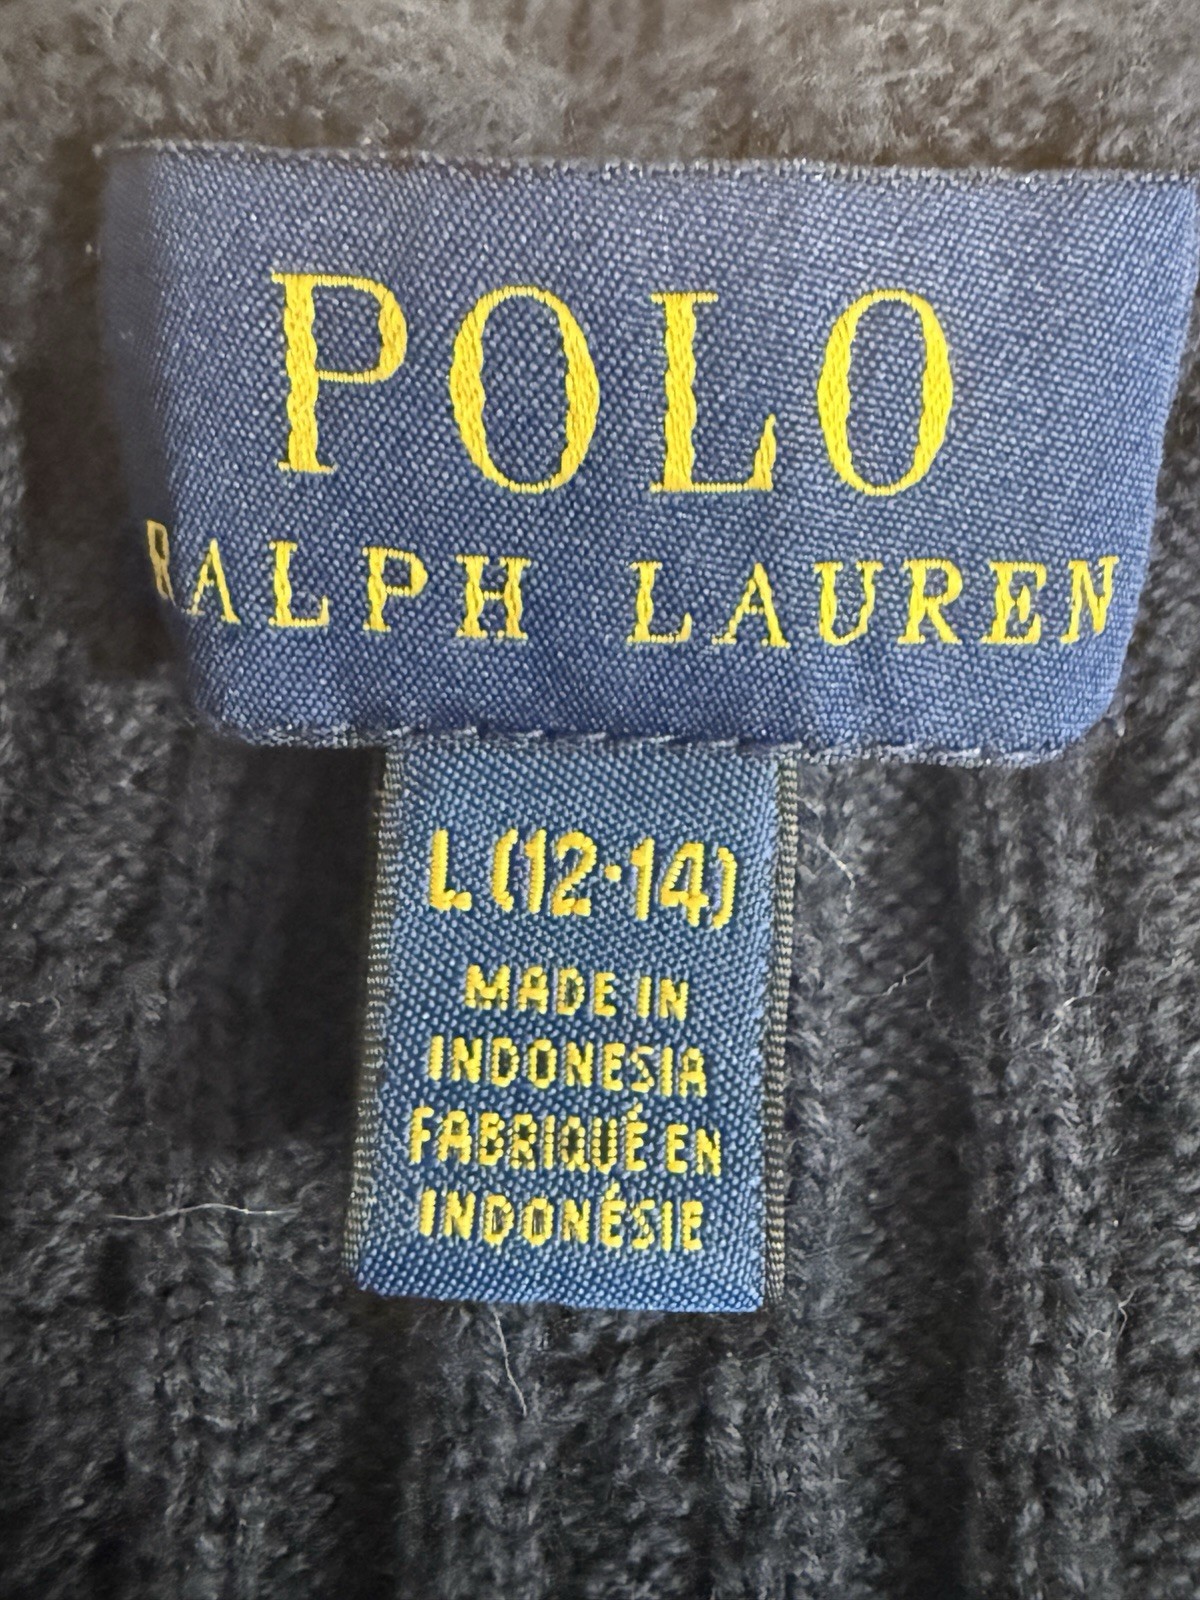 POLO
RALPH LAUREN
L (12-14)
MADE IN
INDONESIA
FABRIQUÉ EN
INDONÉSIE